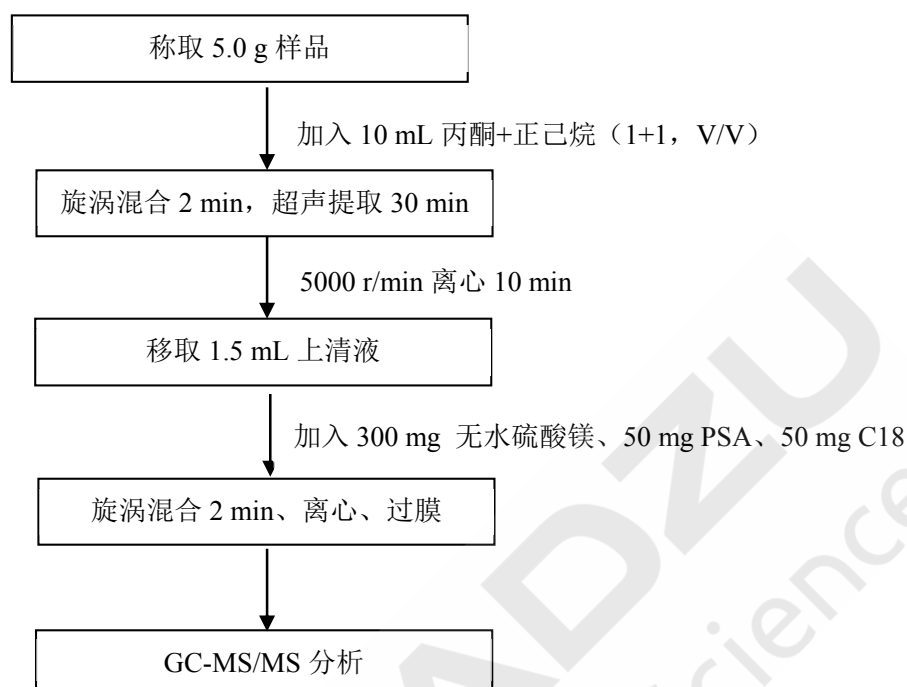 称取 5.0 g 样品
加入 10 mL 丙酮+正己烷（1+1，V/V）
旋涡混合 2 min，超声提取 30 min
5000 r/min 离心 10 min
移取 1.5 mL 上清液
加入 300 mg 无水硫酸镁、50 mg PSA、50 mg C18
旋涡混合 2 min、离心、过膜
GC-MS/MS 分析